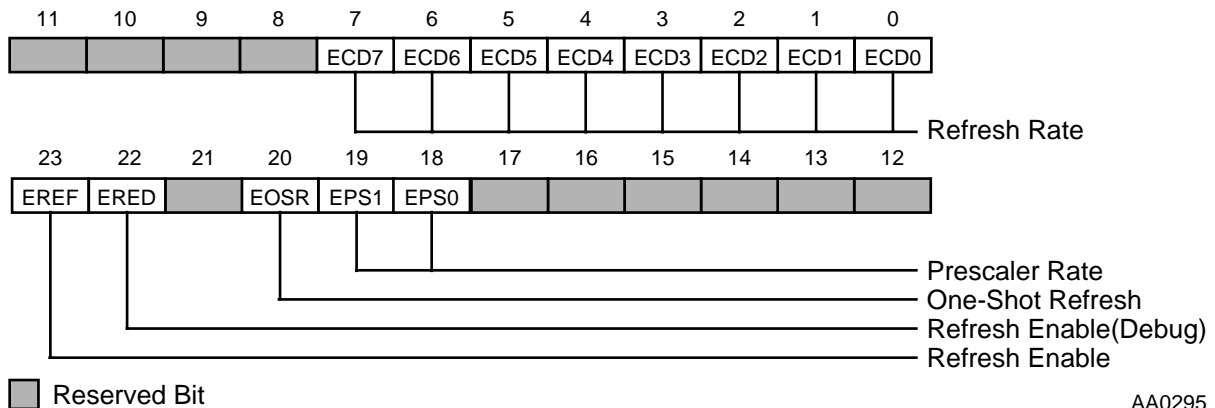 11 10 9 8 7 6 5 4 3 2 1 0
ECD7 ECD6 ECD5 ECD4 ECD3 ECD2 ECD1 ECD0
Refresh Rate
23 22 21 20 19 18 17 16 15 14 13 12
EREF ERED EOSR EPS1 EPS0
Prescaler Rate
One-Shot Refresh
Refresh Enable(Debug)
Refresh Enable
Reserved Bit
AA0295